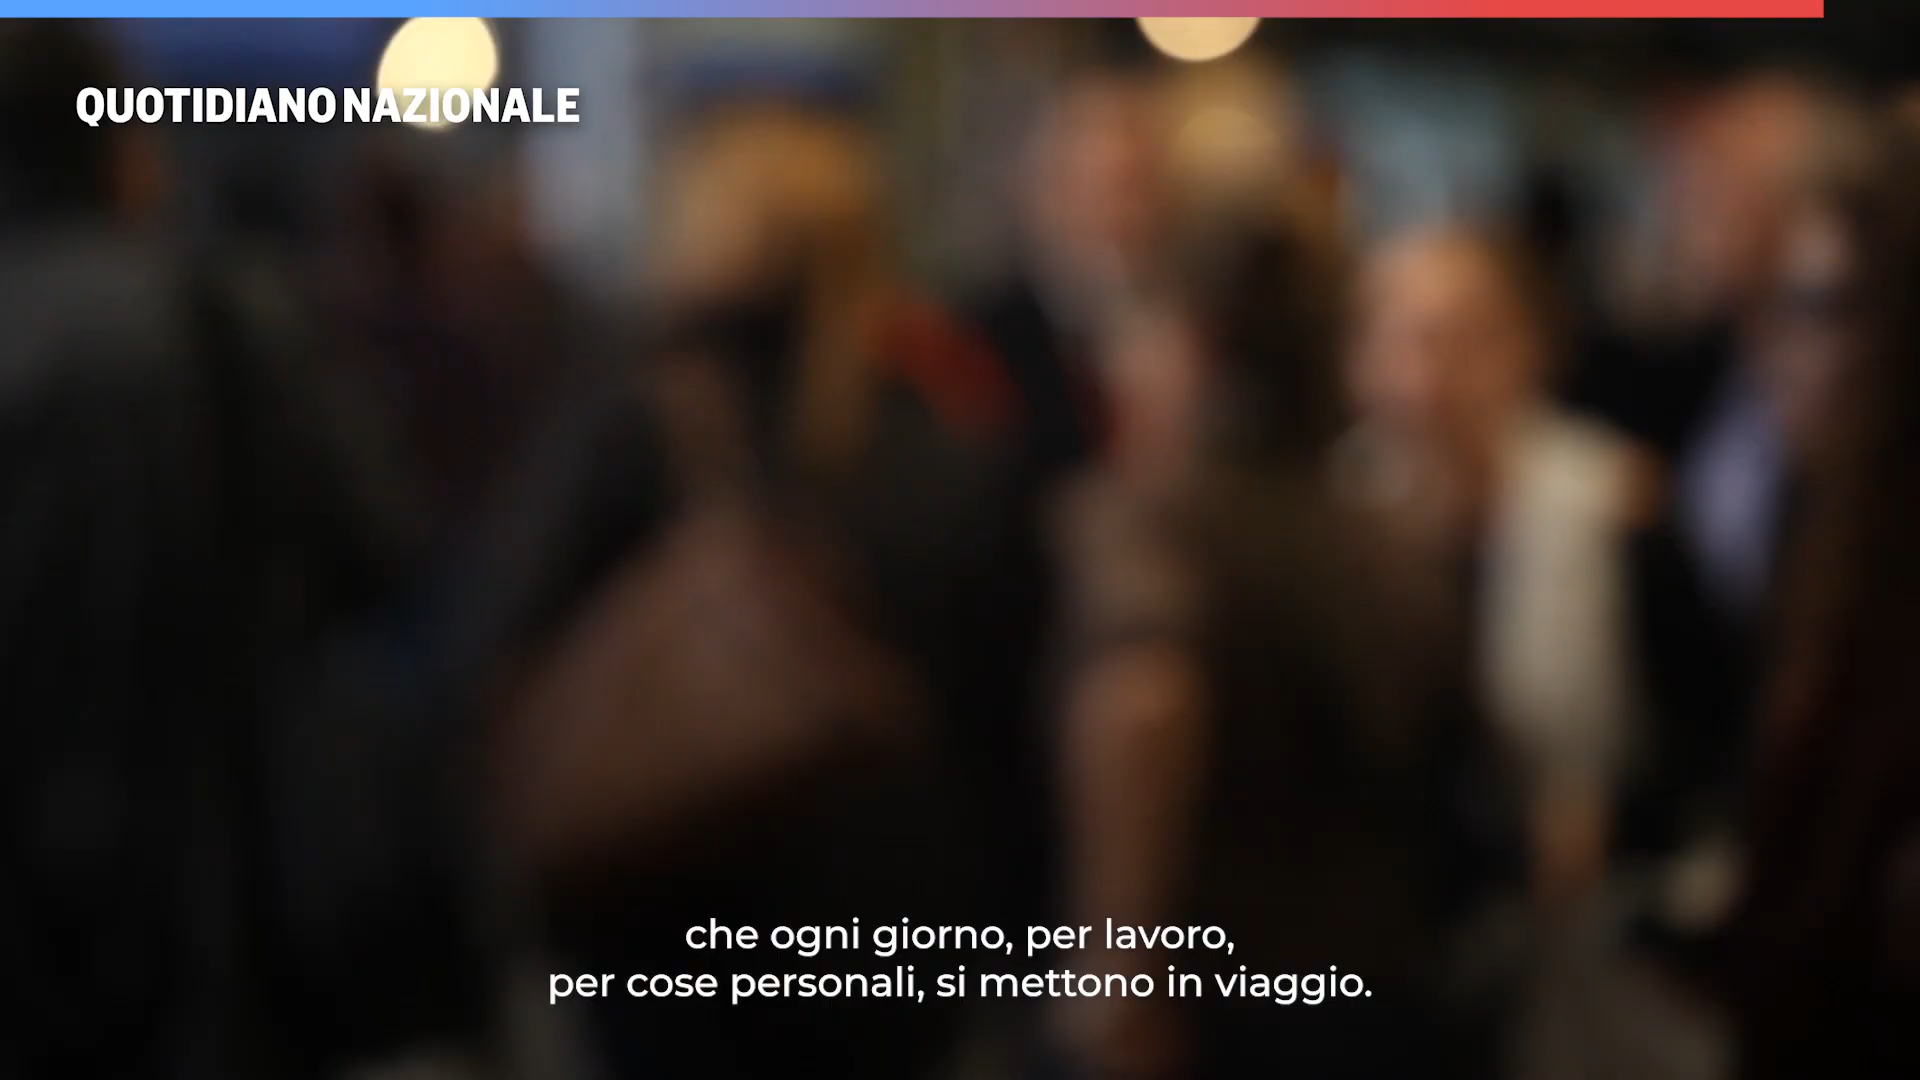 QUOTIDIANO NAZIONALE
che ogni giorno, per lavoro,
per cose personali, si mettono in viaggio.